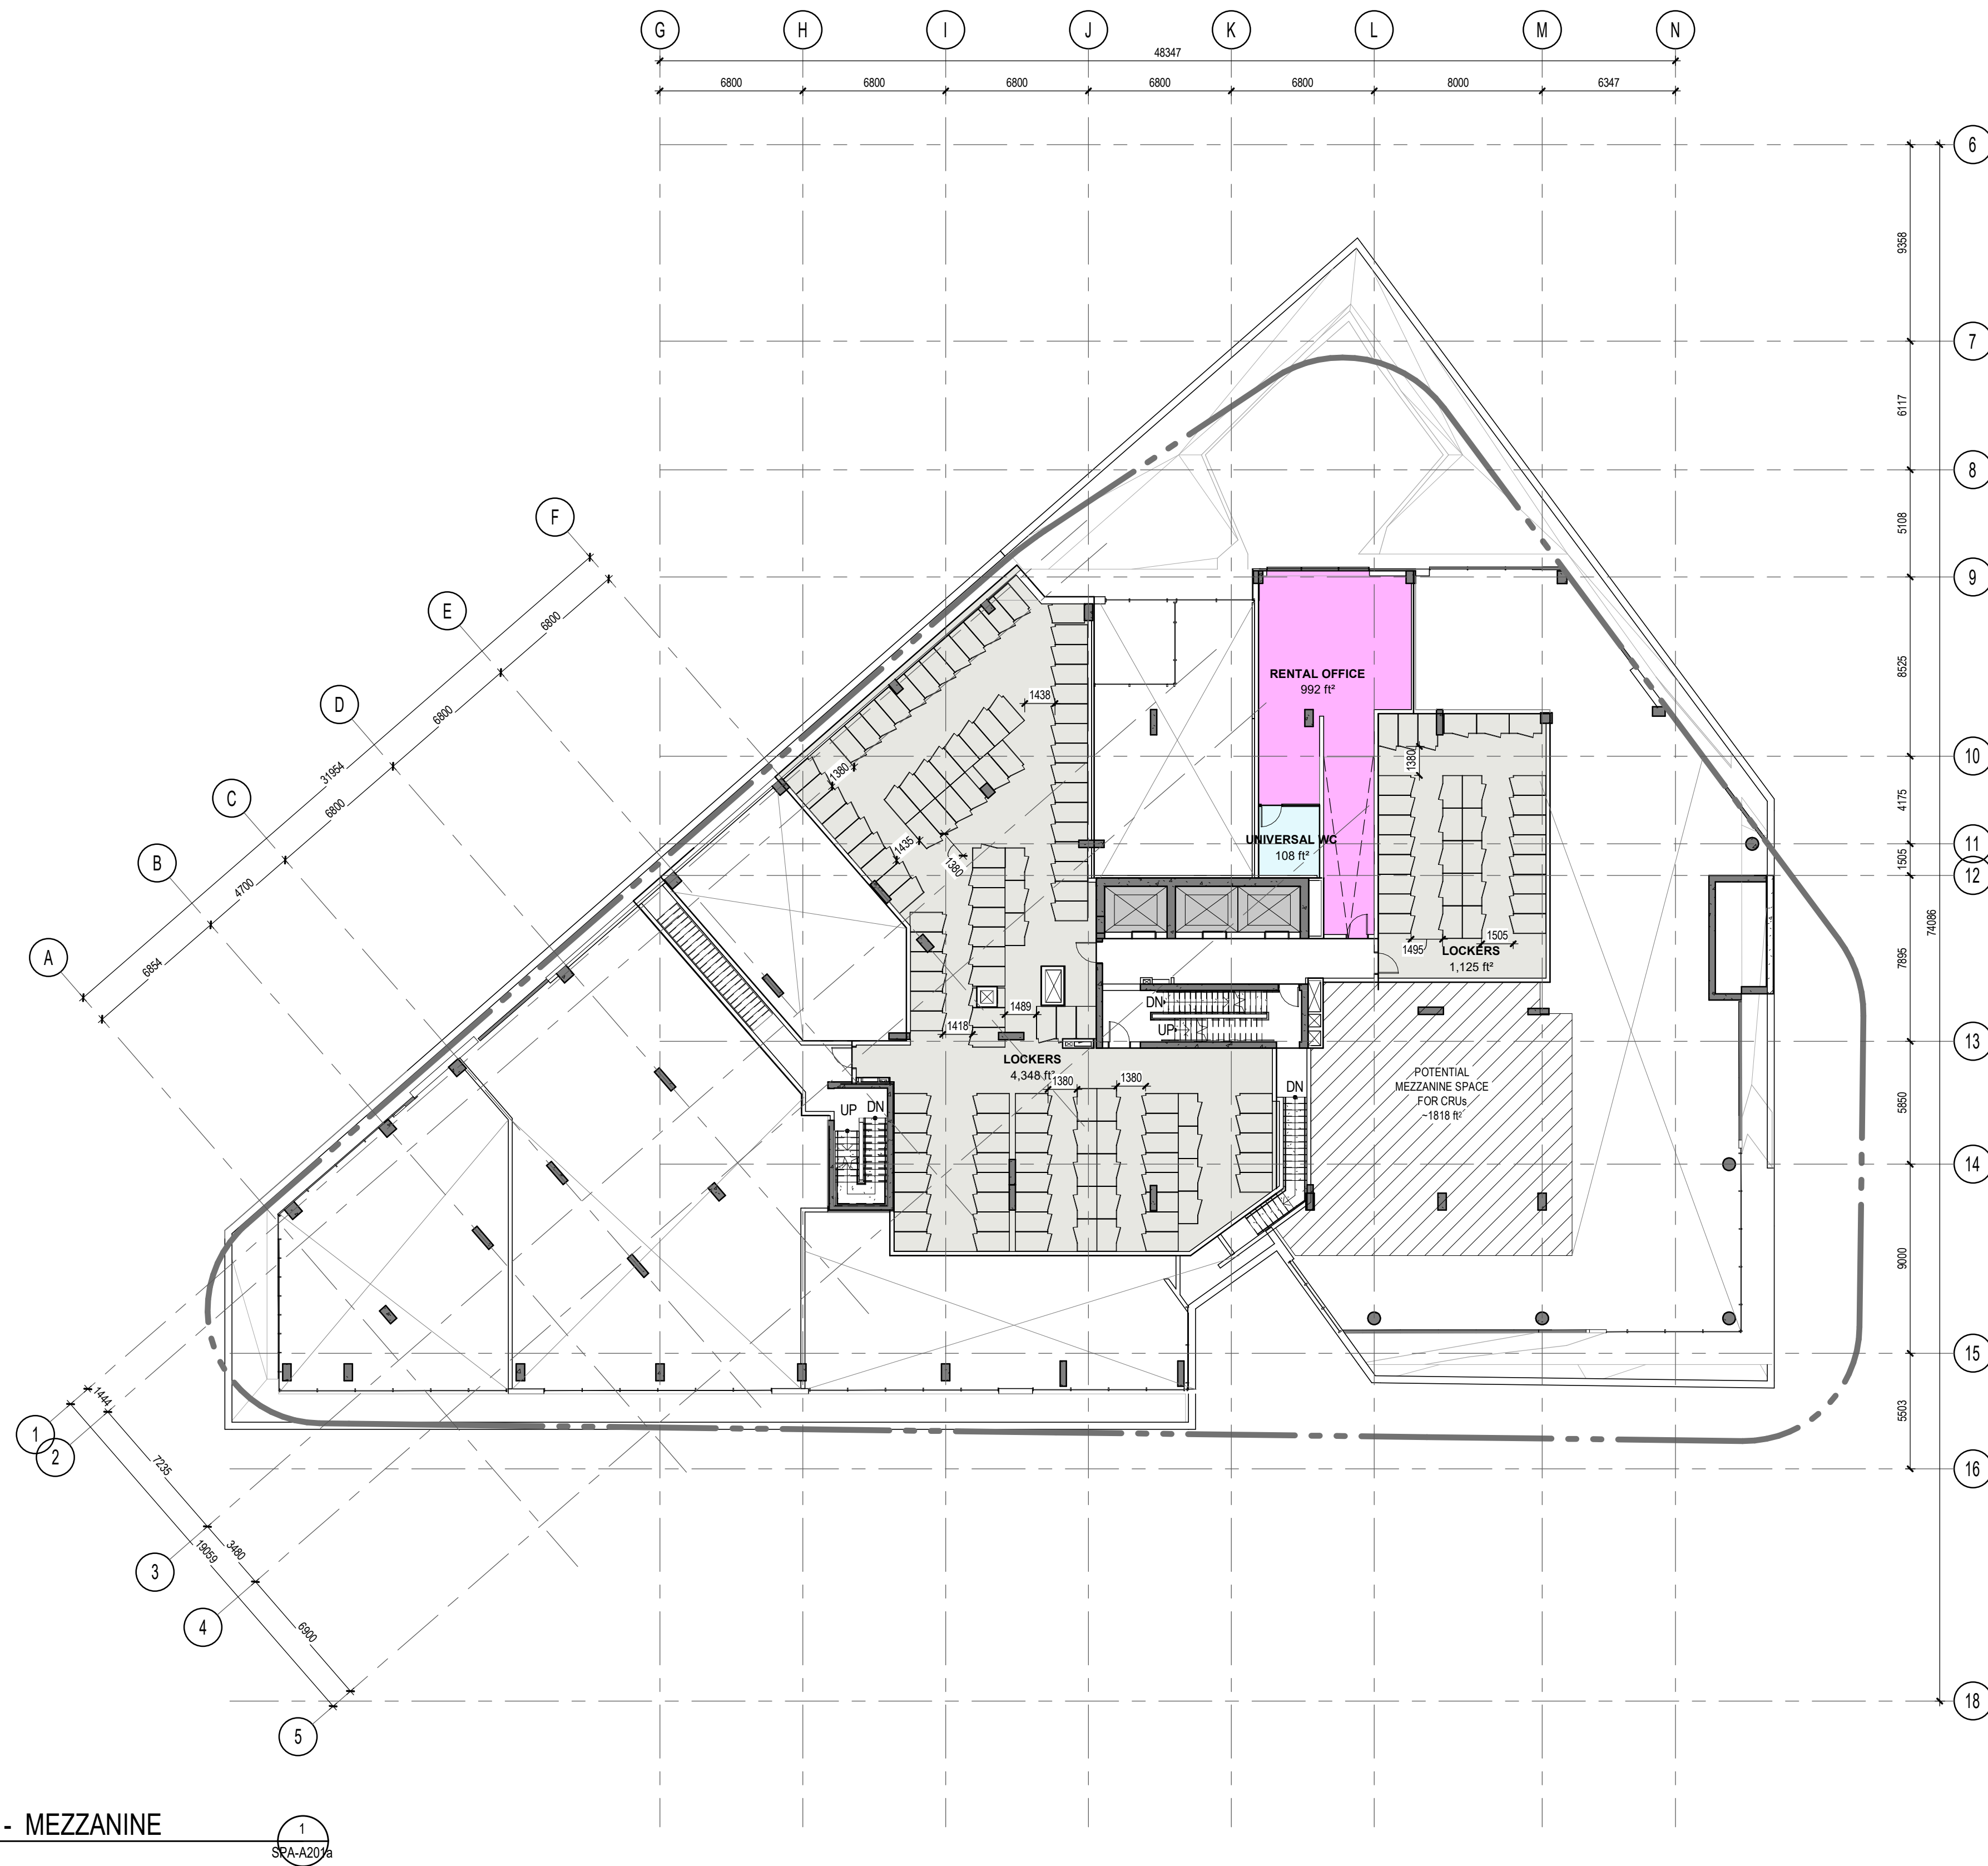 G
H
I
J
K
L
M
N
48347
6800
6800
6800
6800
6800
8000
6347
6
7
8
9
10
11
12
13
14
15
16
18
9358
6117
5108
8525
4175
1505
7895
5850
9000
5503
74086
F
E
D
C
B
A
6800
6800
31954
6800
4700
6854
RENTAL OFFICE
992 ft²
UNIVERSAL WC
108 ft²
1438
1380
1435
1380
1380
1495
1505
LOCKERS
1,125 ft²
1489
1418
DN
UP
LOCKERS
4,348 ft²
1380
1380
UP
DN
DN
POTENTIAL
MEZZANINE SPACE
FOR CRUs
~1818 ft²
1
2
3
4
5
1444
7235
3480
19059
6900
- MEZZANINE
1
SPA-A201a